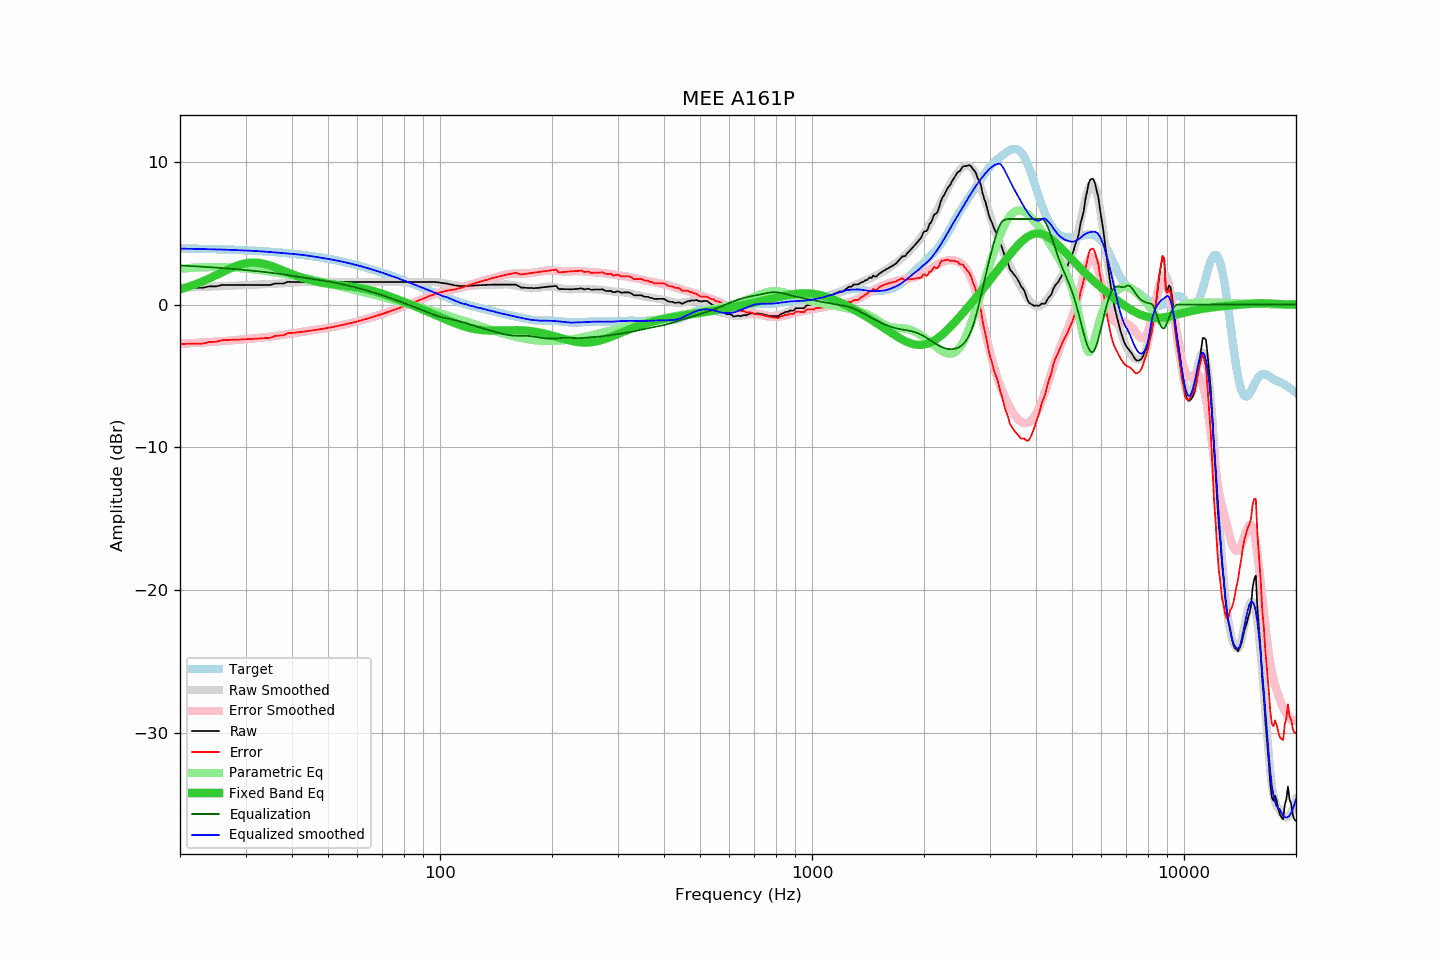 MEE A161P
10
0
−10
−20
−30
Amplitude (dBr)
Target
Raw Smoothed
Error Smoothed
Raw
Error
Parametric Eq
Fixed Band Eq
Equalization
Equalized smoothed
100
1000
10000
Frequency (Hz)